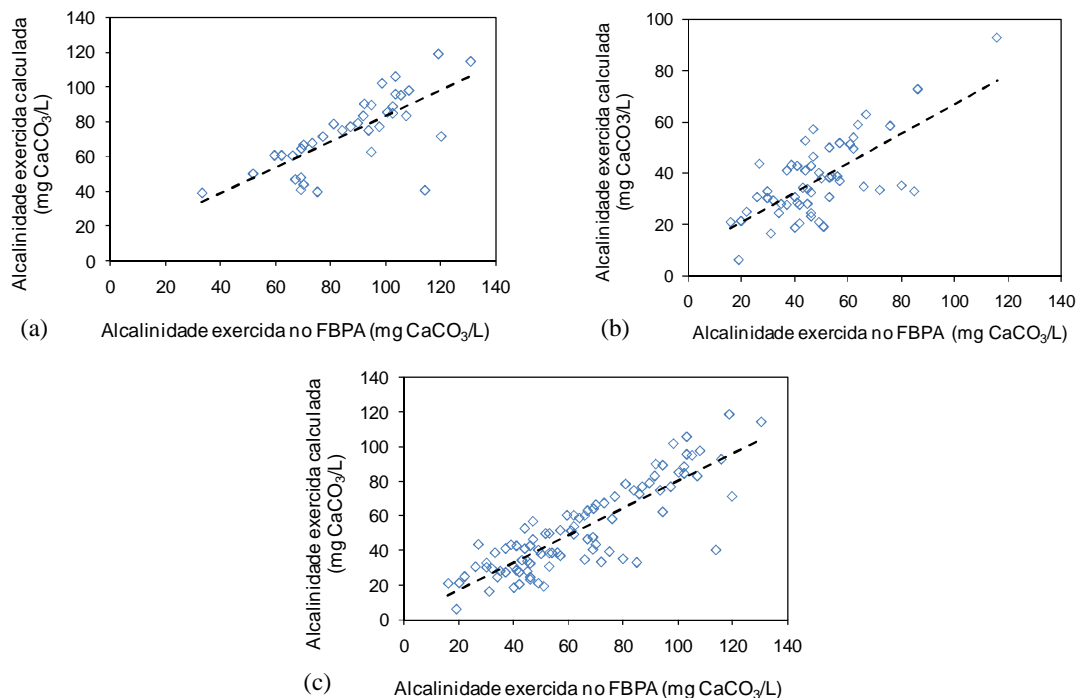 Alcalinidade exercida calculada
(mg CaCO₃/L)
140
120
100
80
60
40
20
0
0 20 40 60 80 100 120 140
(a) Alcalinidade exercida no FBPA (mg CaCO₃/L)
Alcalinidade exercida calculada
(mg CaCO3/L)
100
80
60
40
20
0
0 20 40 60 80 100 120
(b) Alcalinidade exercida no FBPA (mg CaCO₃/L)
Alcalinidade exercida calculada
(mg CaCO₃/L)
140
120
100
80
60
40
20
0
0 20 40 60 80 100 120 140
(c) Alcalinidade exercida no FBPA (mg CaCO₃/L)